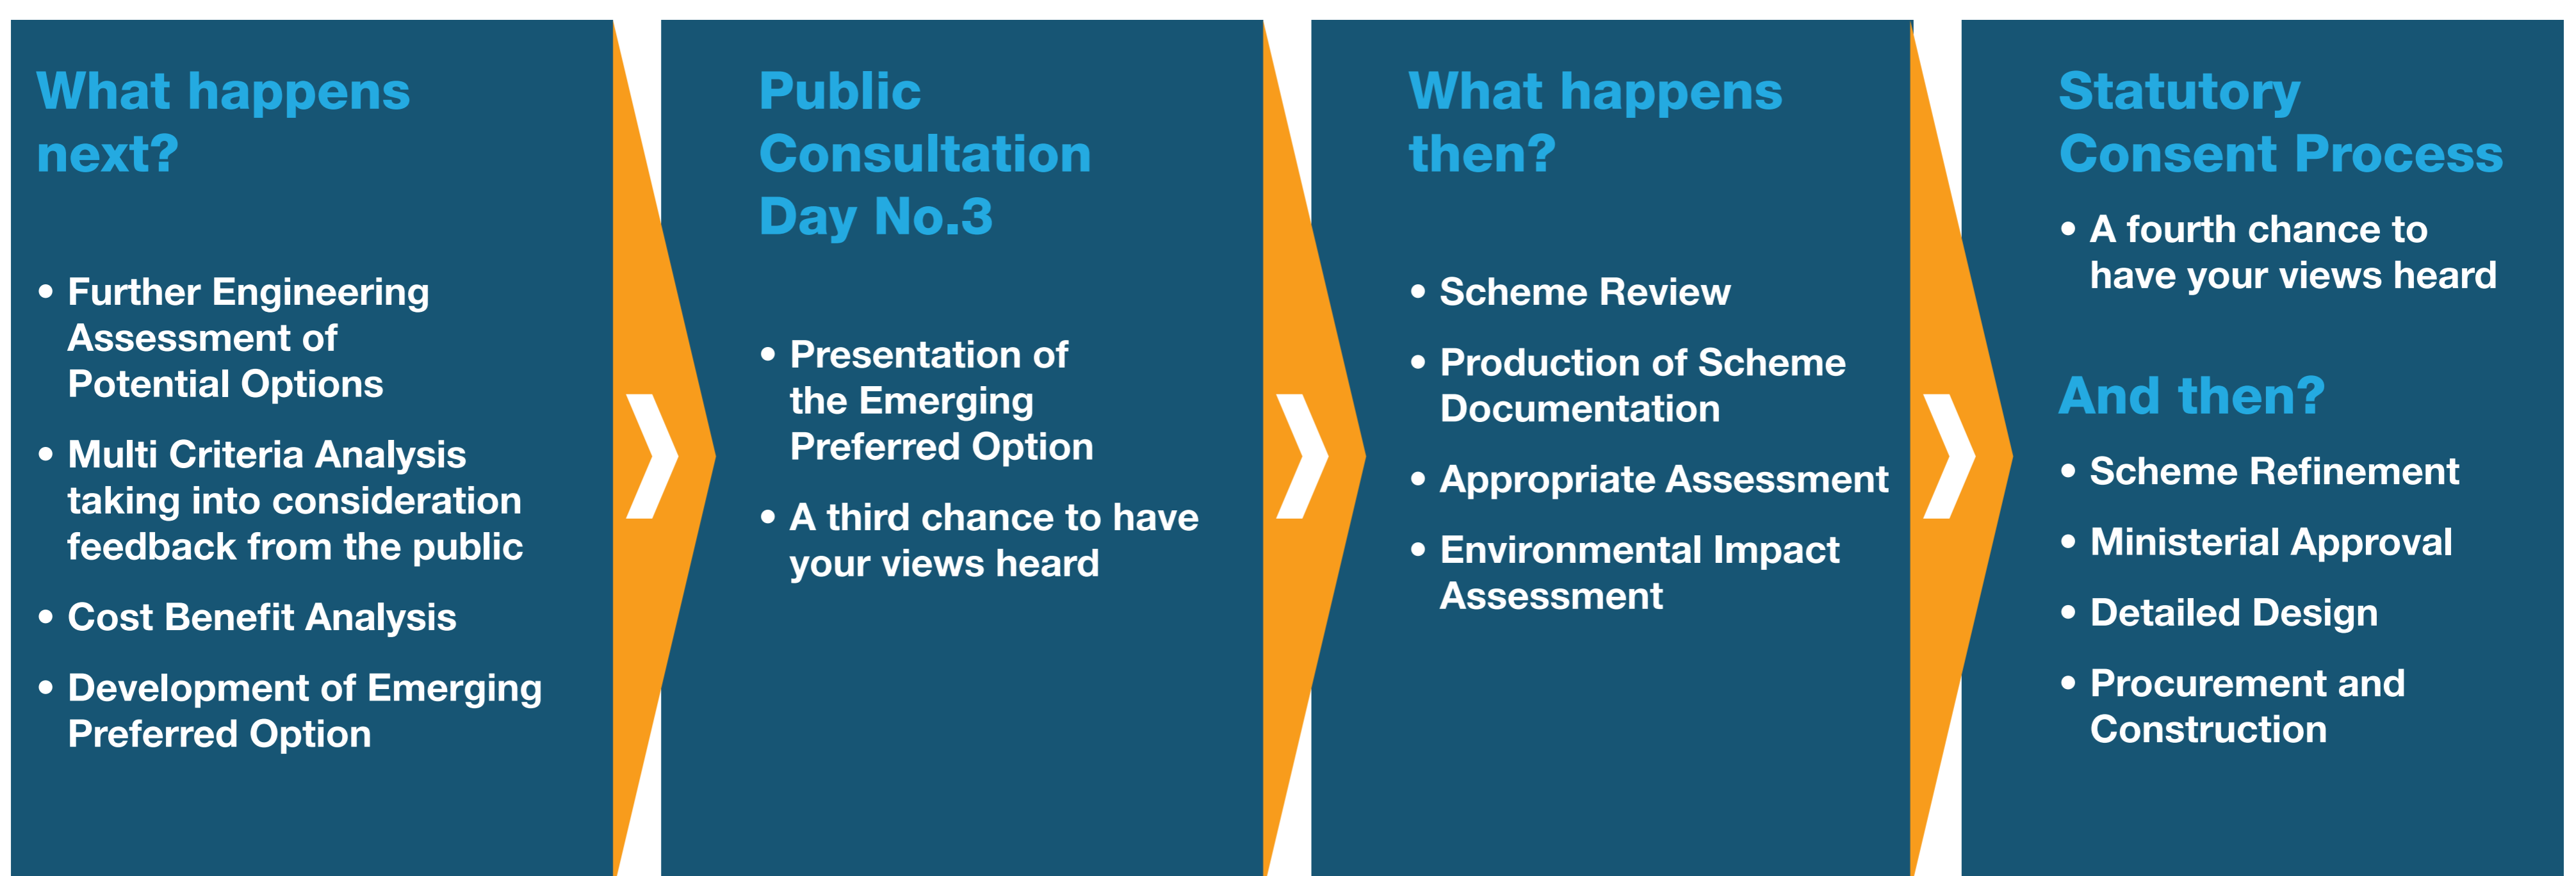 What happens
next?
• Further Engineering
Assessment of
Potential Options
• Multi Criteria Analysis
taking into consideration
feedback from the public
• Cost Benefit Analysis
• Development of Emerging
Preferred Option
Public
Consultation
Day No.3
• Presentation of
the Emerging
Preferred Option
• A third chance to have
your views heard
What happens
then?
• Scheme Review
• Production of Scheme
Documentation
• Appropriate Assessment
• Environmental Impact
Assessment
Statutory
Consent Process
• A fourth chance to
have your views heard
And then?
• Scheme Refinement
• Ministerial Approval
• Detailed Design
• Procurement and
Construction